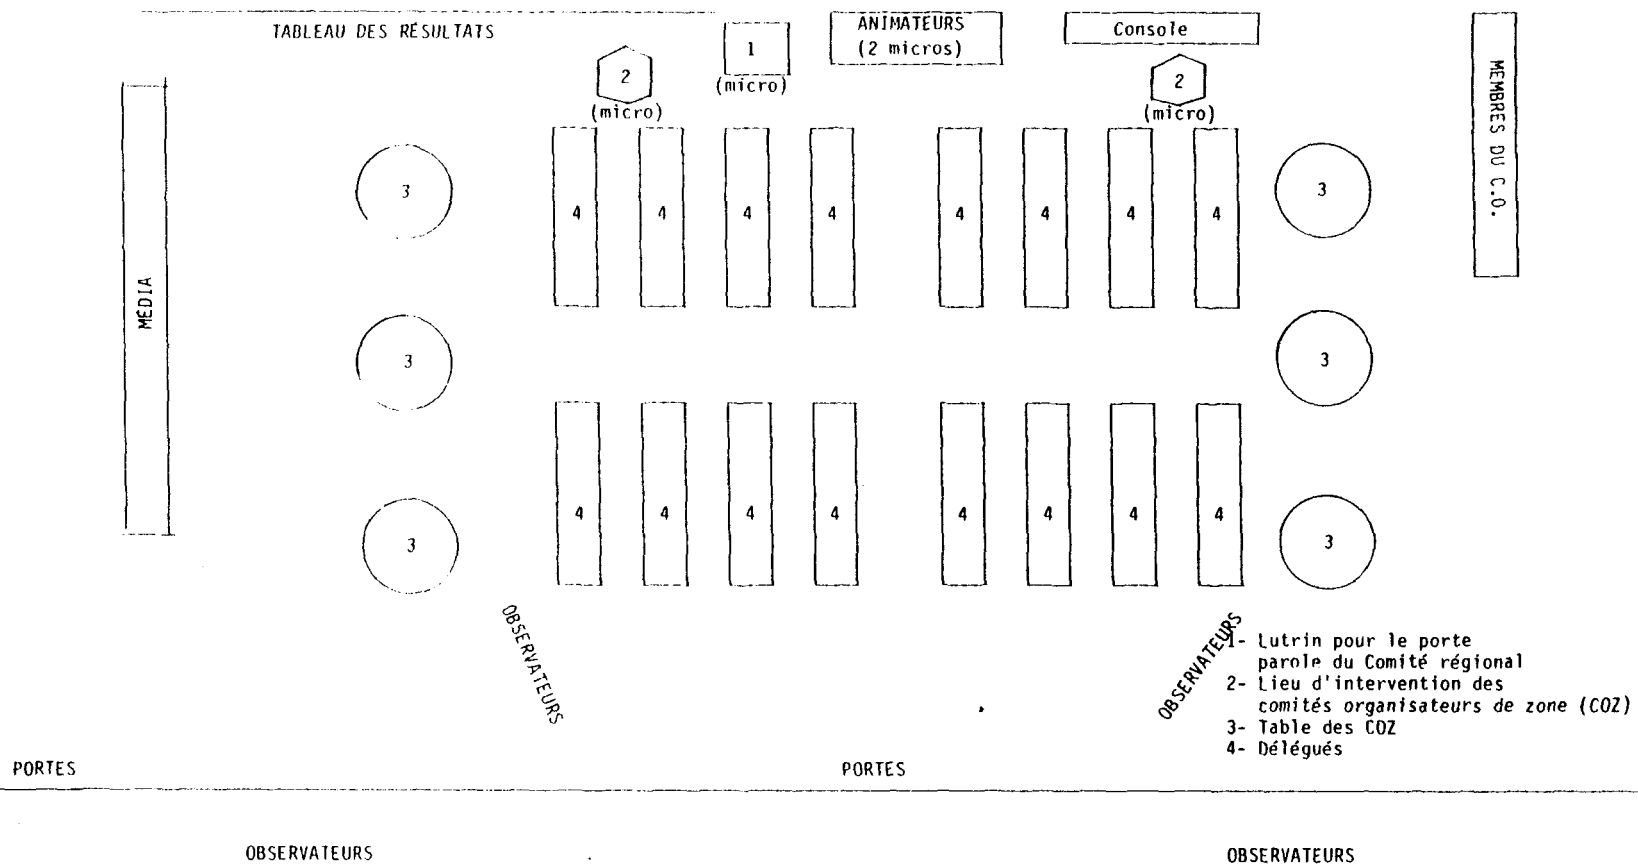 TABLEAU DES RÉSULTATS
1
(micro)
ANIMATEURS
(2 micros)
Console
2
(micro)
2
(micro)
MEMBRES DU C.O.
MÉDIA
3
4 4 4 4 4 4 4 4
3
3
3
3
4 4 4 4 4 4 4 4
3
OBSERVATEURS
OBSERVATEURS
1- Lutrin pour le porte
parole du Comité régional
2- Lieu d'intervention des
comités organisateurs de zone (COZ)
3- Table des COZ
4- Délégués
PORTES
PORTES
OBSERVATEURS
OBSERVATEURS